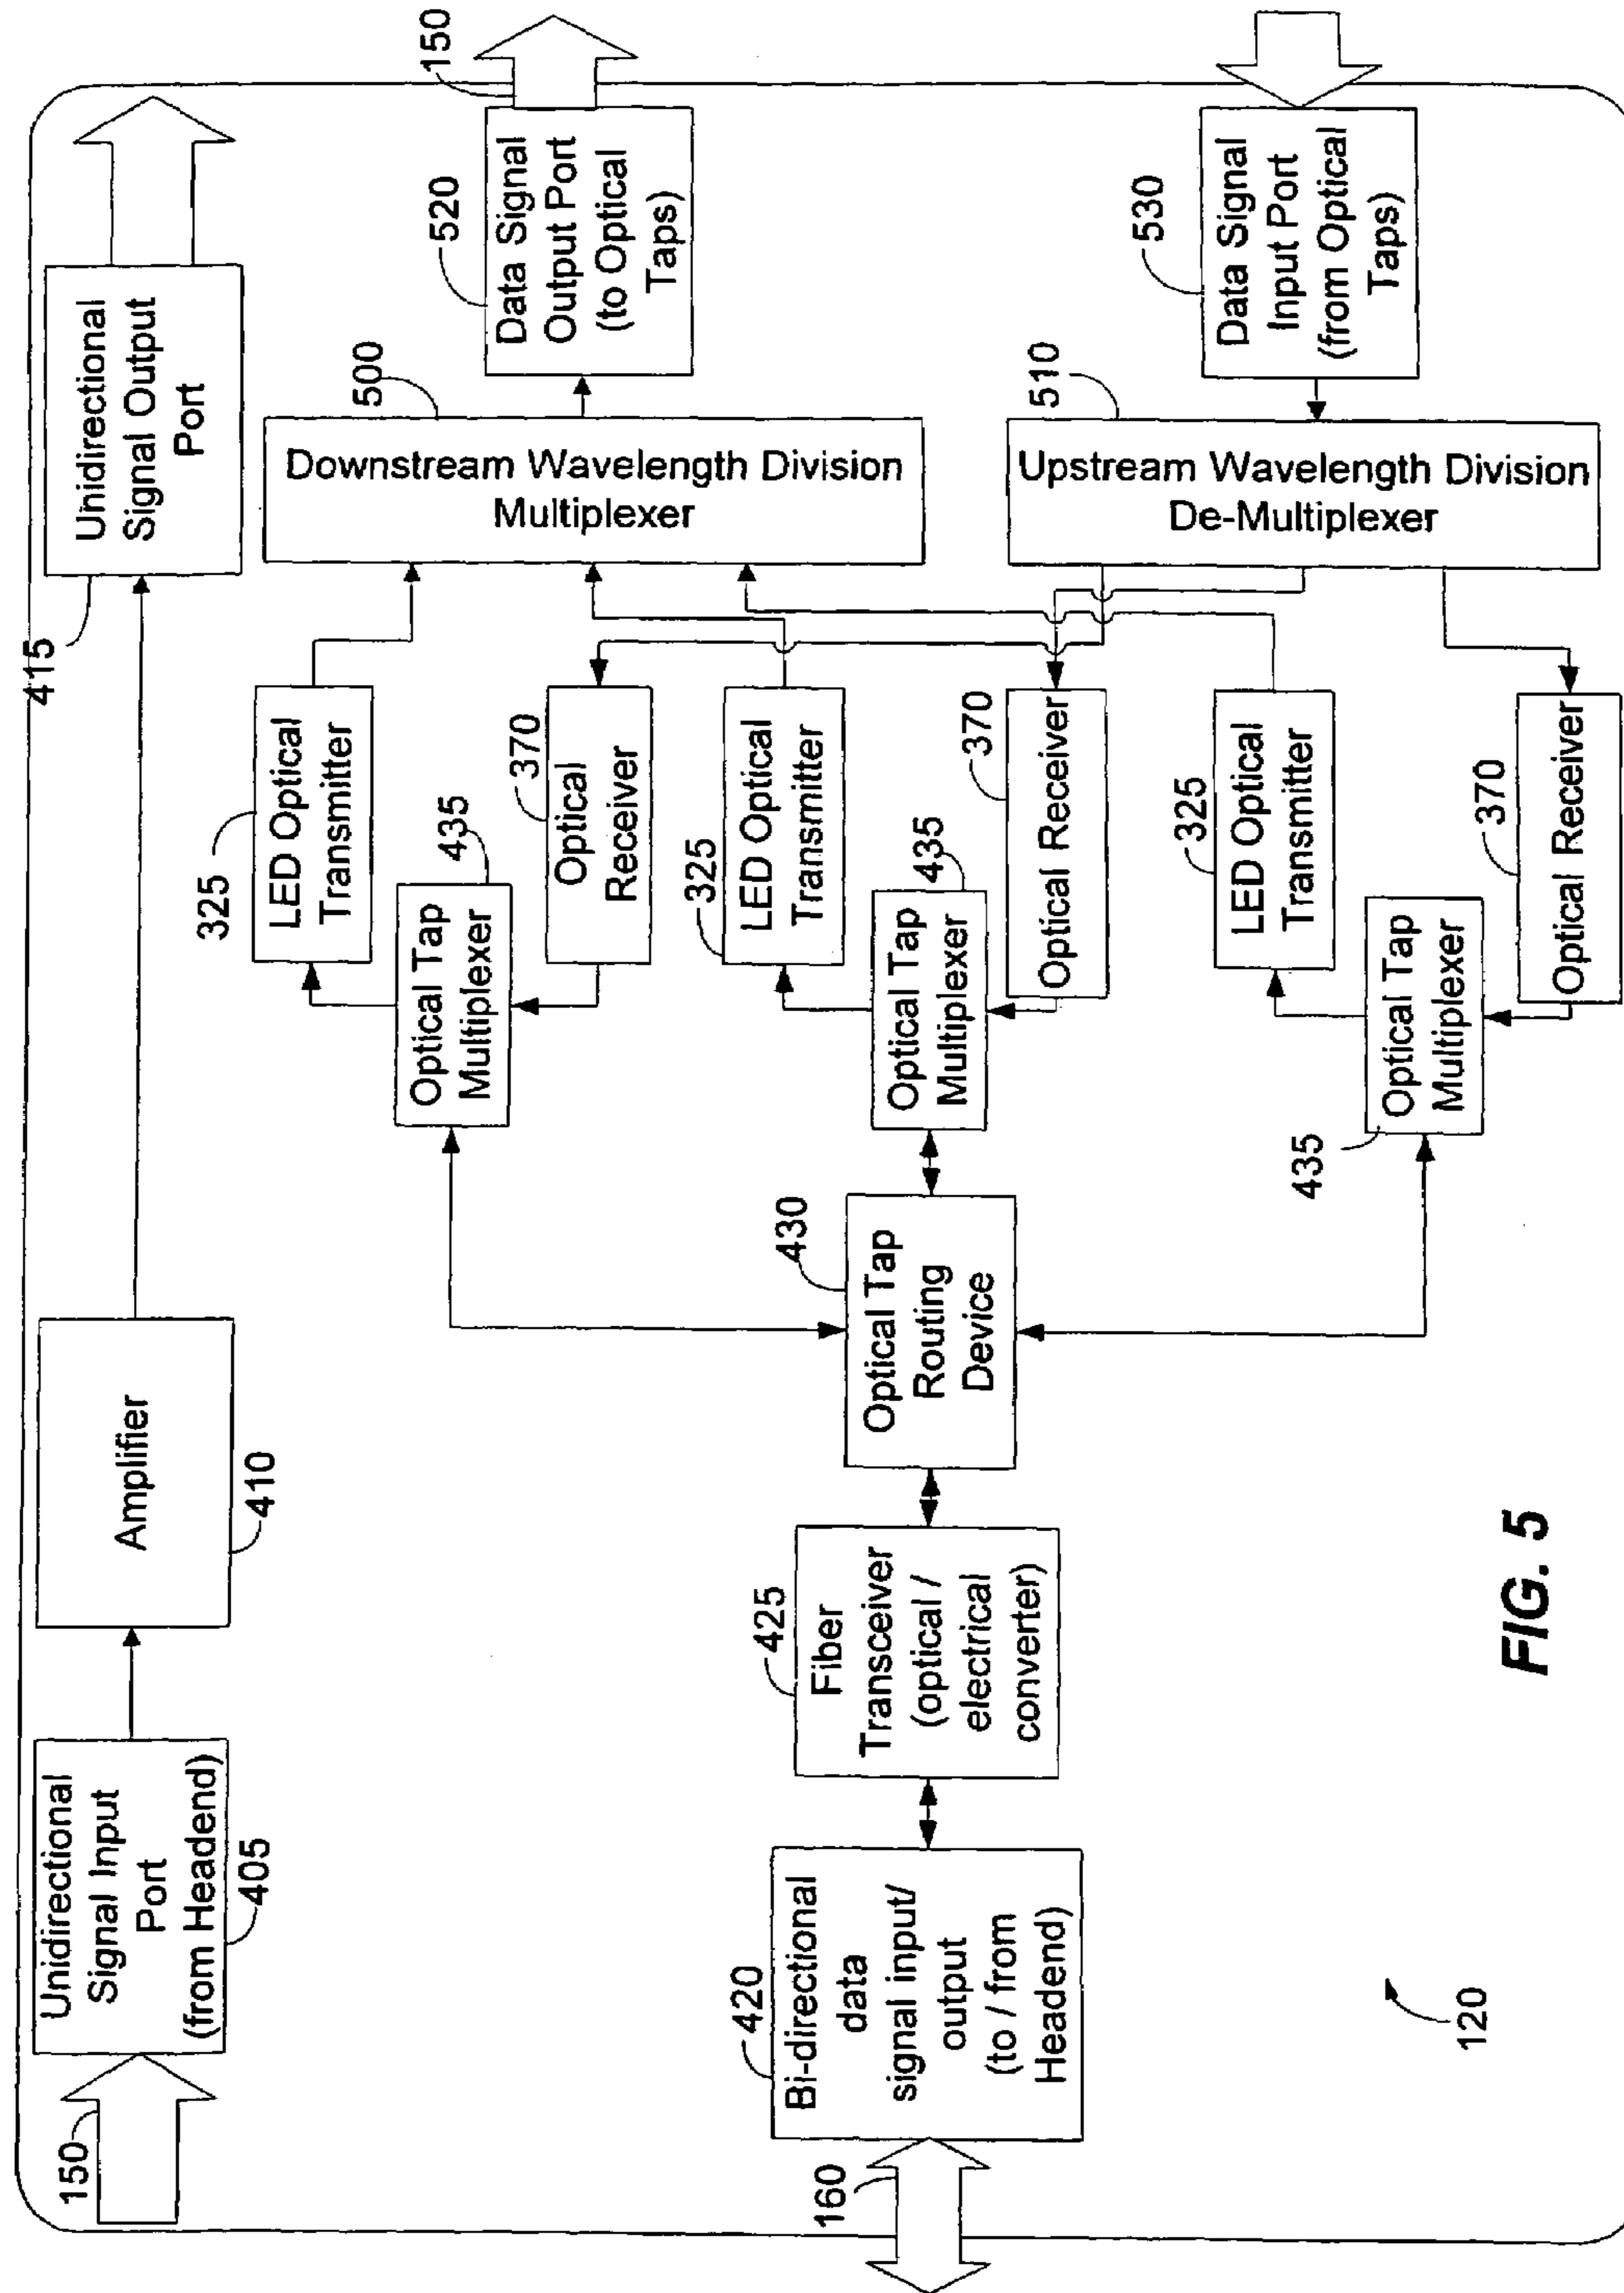 150
Unidirectional
Signal Input
Port
(from Headend)
405
Amplifier
410
415
Unidirectional
Signal Output
Port
160
420
Bi-directional
data
signal input/
output
(to / from
Headend)
425
Fiber
Transceiver
(optical /
electrical
converter)
430
Optical Tap
Routing
Device
435
Optical Tap
Multiplexer
325
LED Optical
Transmitter
370
Optical
Receiver
435
Optical Tap
Multiplexer
325
LED Optical
Transmitter
370
Optical Receiver
435
Optical Tap
Multiplexer
325
LED Optical
Transmitter
370
Optical Receiver
500
Downstream Wavelength Division
Multiplexer
510
Upstream Wavelength Division
De-Multiplexer
520
Data Signal
Output Port
(to Optical
Taps)
150
530
Data Signal
Input Port
(from Optical
Taps)
120
FIG. 5